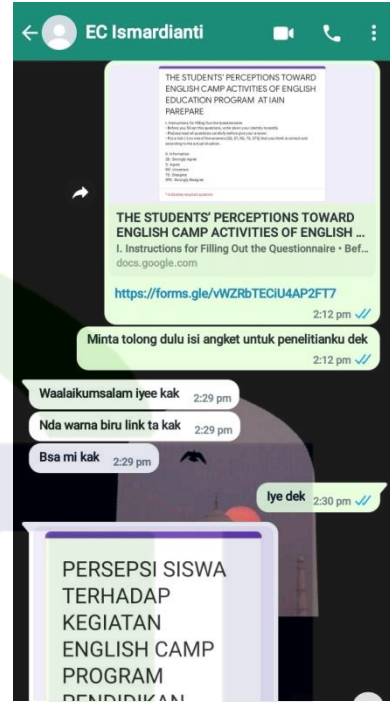 EC Ismardianti
THE STUDENTS' PERCEPTIONS TOWARD
ENGLISH CAMP ACTIVITIES OF ENGLISH
EDUCATION PROGRAM AT IAIN
PAREPARE
THE STUDENTS' PERCEPTIONS TOWARD
ENGLISH CAMP ACTIVITIES OF ENGLISH ...
I. Instructions for Filling Out the Questionnaire • Bef...
docs.google.com
https://forms.gle/vWZRbTECiU4AP2FT7
2:12 pm
Minta tolong dulu isi angket untuk penelitianku dek
2:12 pm
Waalaikumsalam iyee kak 2:29 pm
Nda warna biru link ta kak 2:29 pm
Bsa mi kak 2:29 pm
Iye dek 2:30 pm
PERSEPSI SISWA
TERHADAP
KEGIATAN
ENGLISH CAMP
PROGRAM
PENDIDIKAN